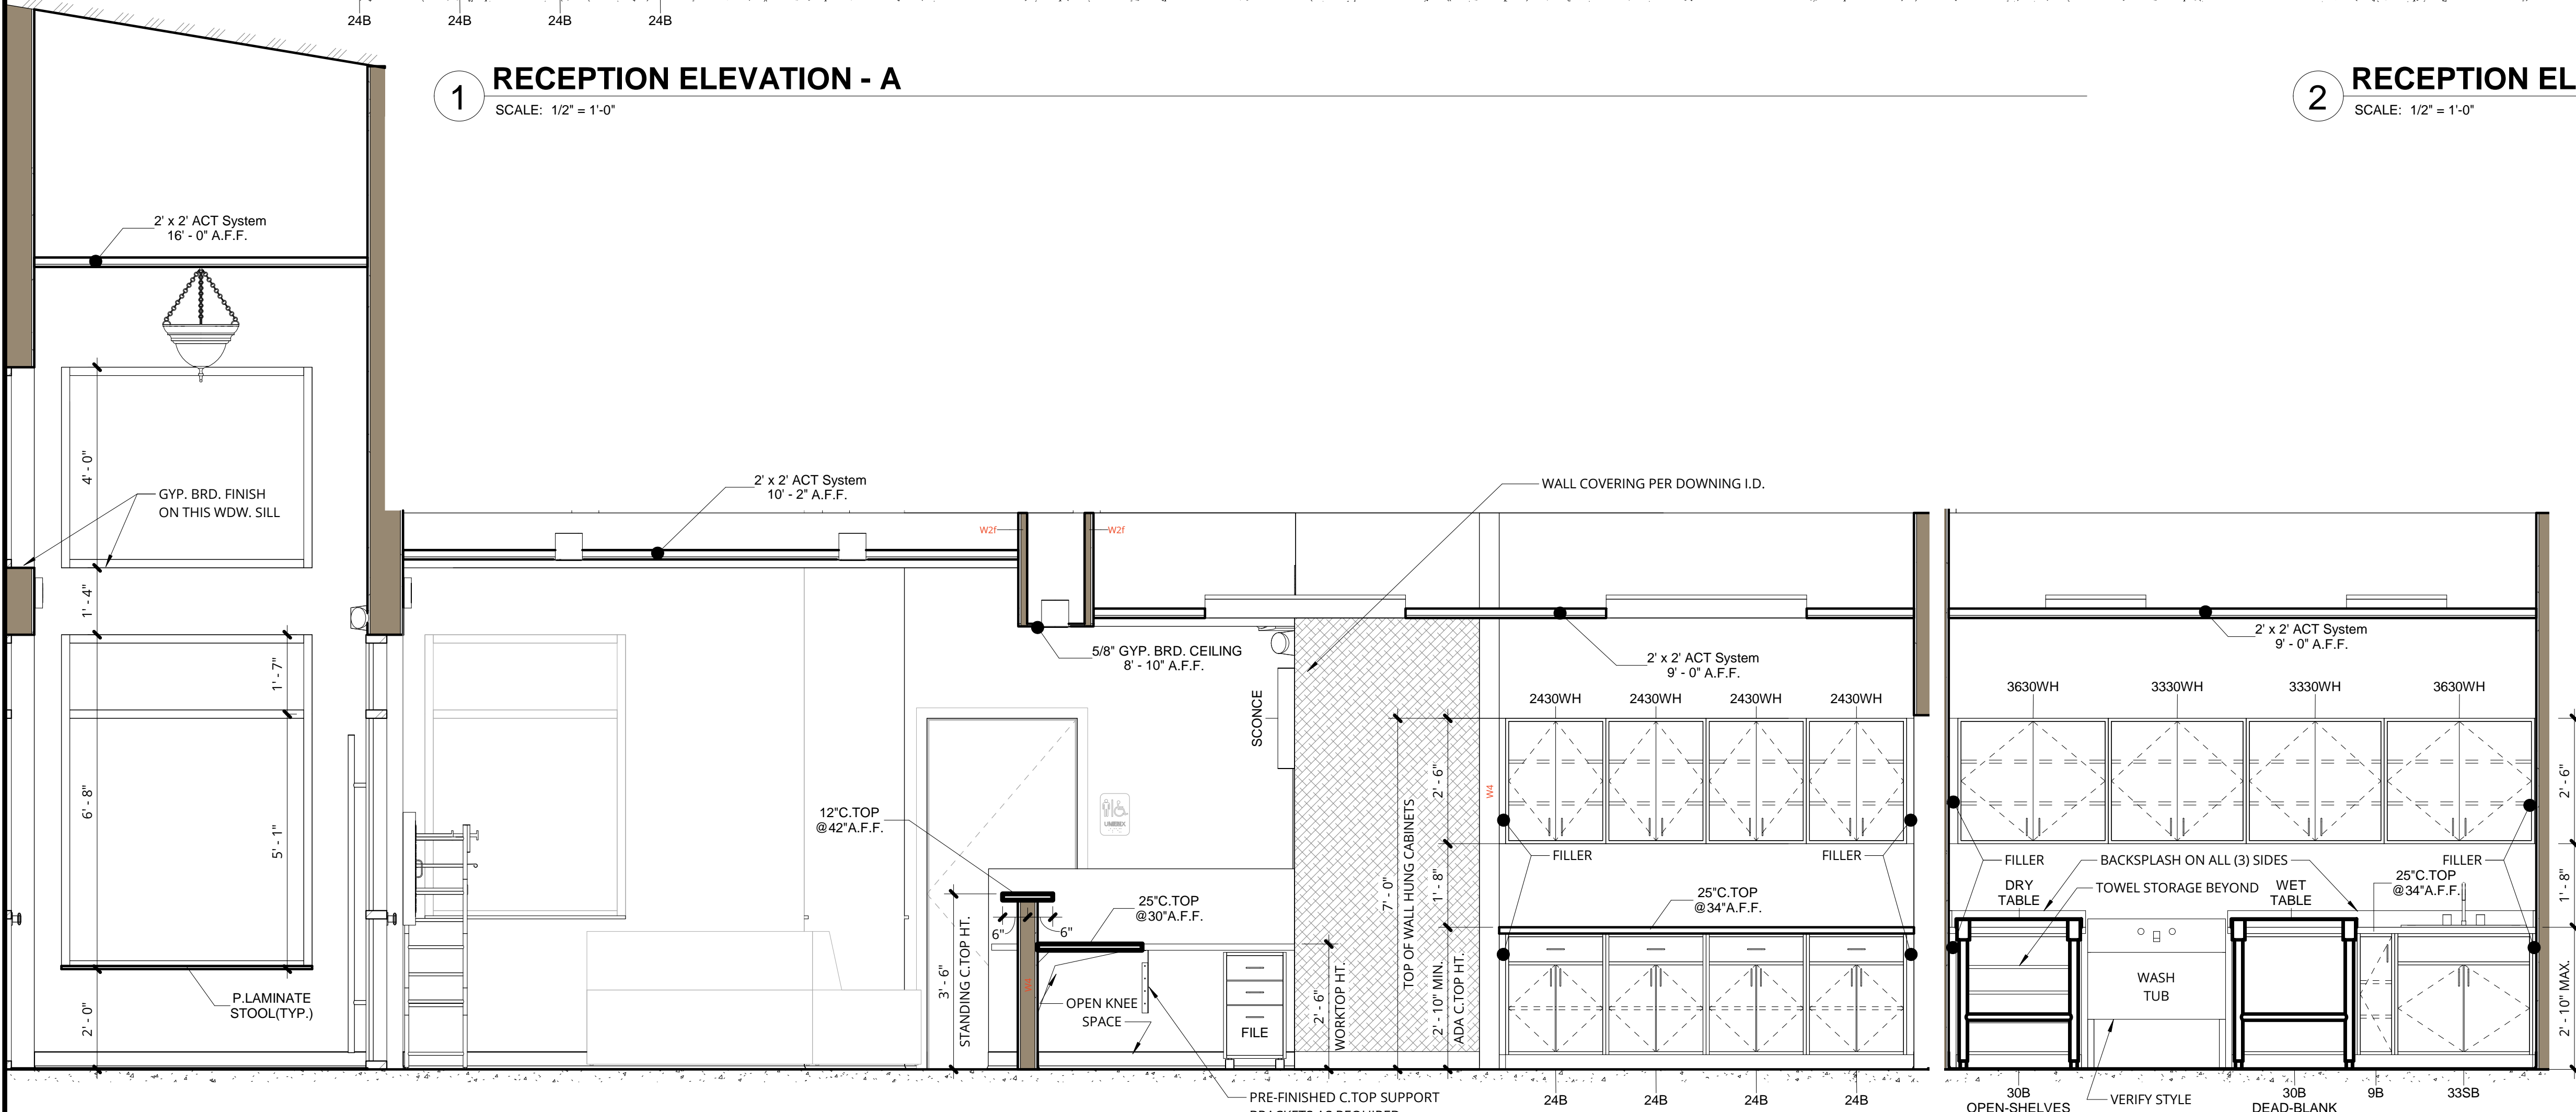 24B 24B 24B 24B
1 RECEPTION ELEVATION - A
SCALE: 1/2" = 1'-0"
2 RECEPTION EL
SCALE: 1/2" = 1'-0"
2' x 2' ACT System
16' - 0" A.F.F.
4' - 0"
GYP. BRD. FINISH
ON THIS WDW. SILL
1' - 4"
1' - 7"
6' - 8"
5' - 1"
P.LAMINATE
STOOL(TYP.)
2' - 0"
2' x 2' ACT System
10' - 2" A.F.F.
W2f
W2f
WALL COVERING PER DOWNING I.D.
5/8" GYP. BRD. CEILING
8' - 10" A.F.F.
SCONCE
UNISEX
12"C.TOP
@42"A.F.F.
25"C.TOP
@30"A.F.F.
6"
6"
3' - 6"
STANDING C.TOP HT.
W4
OPEN KNEE
SPACE
FILE
2' - 6"
WORKTOP HT.
PRE-FINISHED C.TOP SUPPORT
BRACKETS AS REQUIRED
7' - 0"
TOP OF WALL HUNG CABINETS
2' - 6"
1' - 8"
2' - 10" MIN.
ADA C.TOP HT.
W4
2' x 2' ACT System
9' - 0" A.F.F.
2430WH 2430WH 2430WH 2430WH
FILLER
FILLER
25"C.TOP
@34"A.F.F.
24B 24B 24B 24B
2' x 2' ACT System
9' - 0" A.F.F.
3630WH 3330WH 3330WH 3630WH
FILLER
BACKSPLASH ON ALL (3) SIDES
FILLER
DRY
TABLE
TOWEL STORAGE BEYOND
WET
TABLE
25"C.TOP
@34"A.F.F.
WASH
TUB
2' - 6"
1' - 8"
2' - 10" MAX.
30B
OPEN-SHELVES
VERIFY STYLE
30B
DEAD-BLANK
9B
33SB